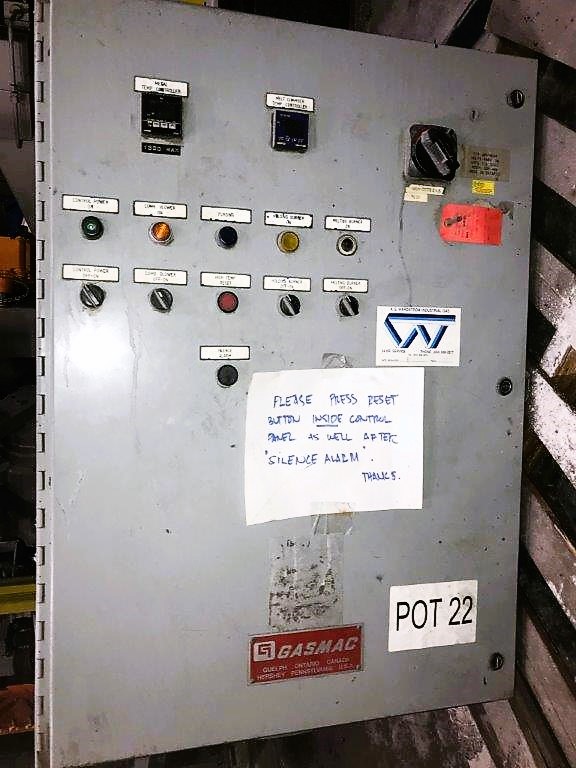 METAL
TEMP CONTROLLER
MELT CHAMBER
TEMP CONTROLLER
1350 MAX
CONTROL POWER
ON
COMB. BLOWER
ON
PURGING
HOLDING BURNER
ON
MELTING BURNER
ON
CONTROL POWER
OFF-ON
COMB BLOWER
OFF-ON
HIGH TEMP
RESET
HOLDING BURNER
OFF-ON
MELTING BURNER
OFF-ON
SILENCE
ALARM
PLEASE PRESS RESET
BUTTON INSIDE CONTROL
PANEL AS WELL AFTER
"SILENCE ALARM".
THANKS.
POT 22
GASMAC
GUELPH ONTARIO CANADA
HERSHEY PENNSYLVANIA U.S.A.